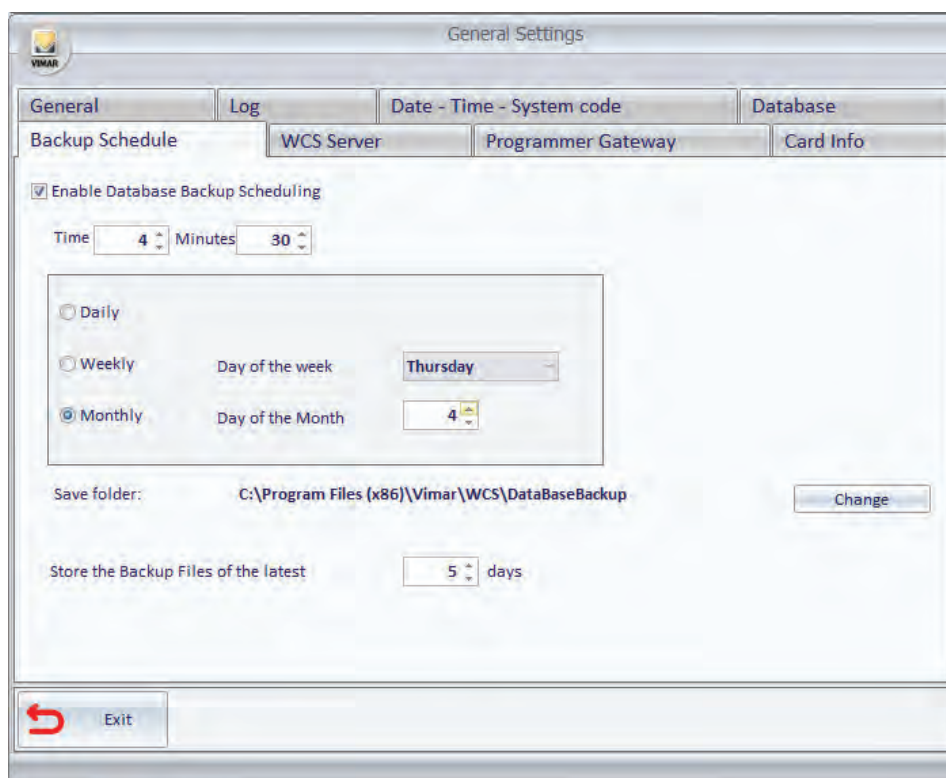 General Settings
VIMAR
General Log Date - Time - System code Database
Backup Schedule WCS Server Programmer Gateway Card Info
Enable Database Backup Scheduling
Time 4 Minutes 30
Daily
Weekly Day of the week Thursday
Monthly Day of the Month 4
Save folder: C:\Program Files (x86)\Vimar\WCS\DataBaseBackup Change
Store the Backup Files of the latest 5 days
Exit